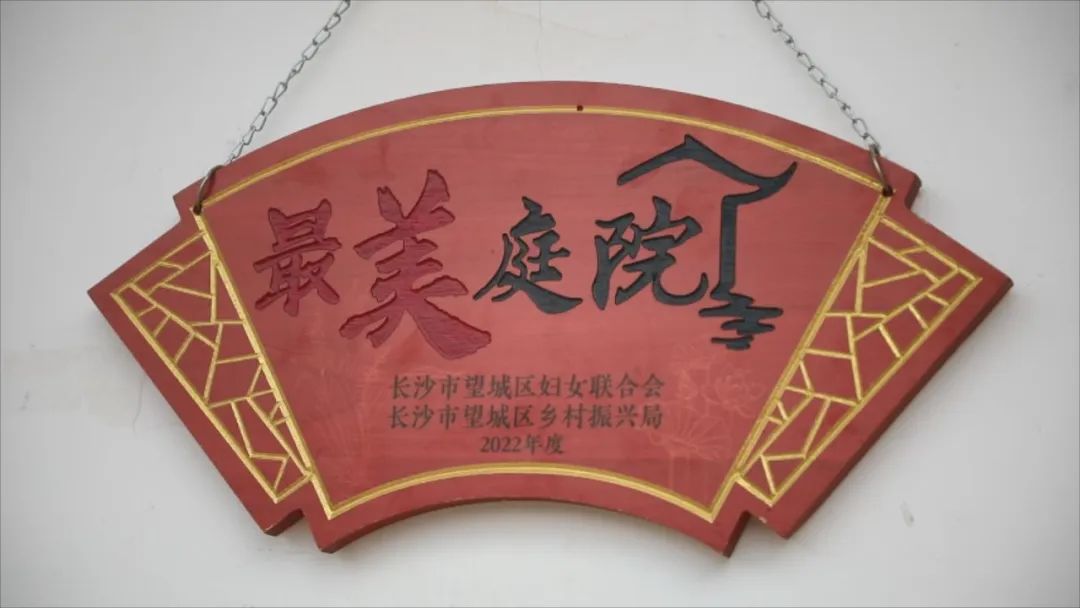 最美庭院
长沙市望城区妇女联合会
长沙市望城区乡村振兴局
2022年度